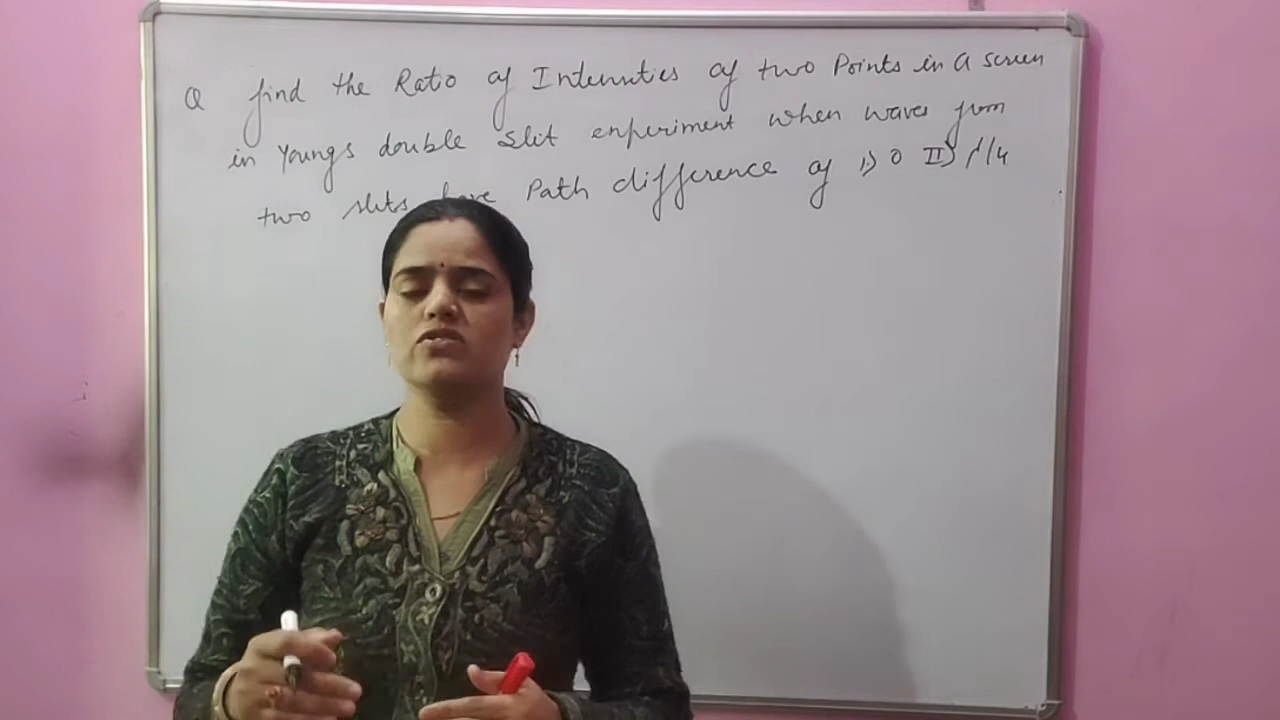 Q find the Ratio of Intensities of two Points in a screen
in Youngs double slit experiment when waves from
two slits have Path difference of i) 0 II) λ/4